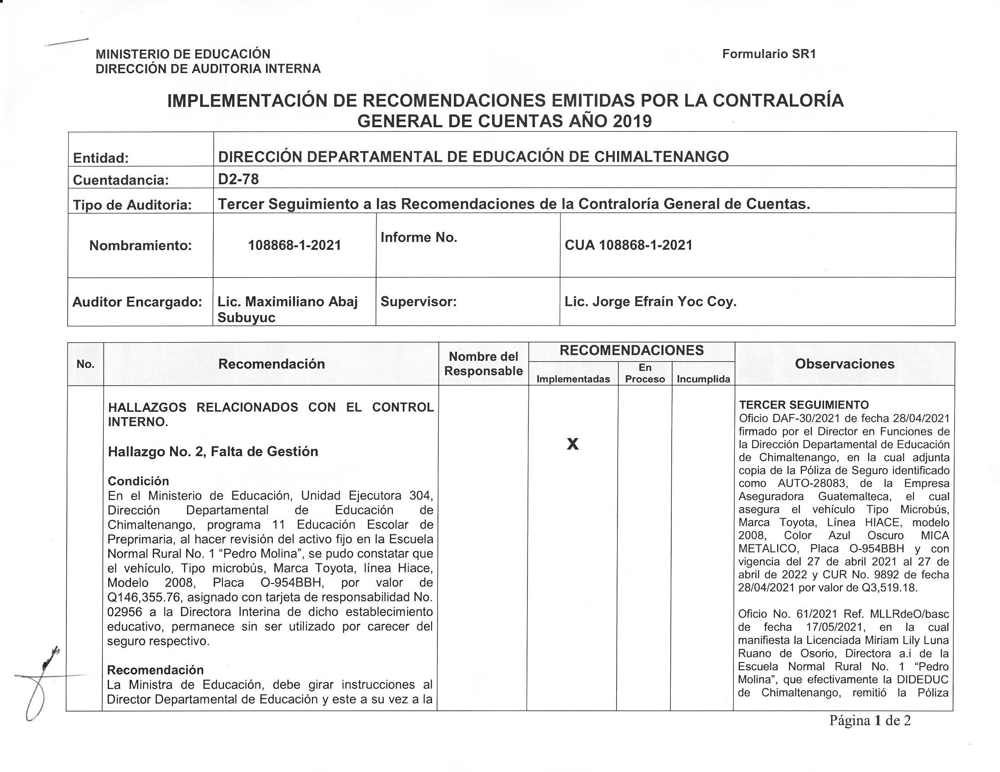 MINISTERIO DE EDUCACIÓN
DIRECCIÓN DE AUDITORIA INTERNA
Formulario SR1
IMPLEMENTACIÓN DE RECOMENDACIONES EMITIDAS POR LA CONTRALORÍA
GENERAL DE CUENTAS AÑO 2019
Entidad: DIRECCIÓN DEPARTAMENTAL DE EDUCACIÓN DE CHIMALTENANGO
Cuentadancia: D2-78
Tipo de Auditoria: Tercer Seguimiento a las Recomendaciones de la Contraloría General de Cuentas.
Nombramiento: 108868-1-2021 Informe No. CUA 108868-1-2021
Auditor Encargado: Lic. Maximiliano Abaj Supervisor: Lic. Jorge Efraín Yoc Coy.
Subuyuc
No.
Recomendación
Nombre del
Responsable
RECOMENDACIONES
Implementadas
En
Proceso
Incumplida
Observaciones
HALLAZGOS RELACIONADOS CON EL CONTROL
INTERNO.
Hallazgo No. 2, Falta de Gestión
Condición
En el Ministerio de Educación, Unidad Ejecutora 304,
Dirección Departamental de Educación de
Chimaltenango, programa 11 Educación Escolar de
Preprimaria, al hacer revisión del activo fijo en la Escuela
Normal Rural No. 1 “Pedro Molina”, se pudo constatar que
el vehículo, Tipo microbús, Marca Toyota, línea Hiace,
Modelo 2008, Placa O-954BBH, por valor de
Q146,355.76, asignado con tarjeta de responsabilidad No.
02956 a la Directora Interina de dicho establecimiento
educativo, permanece sin ser utilizado por carecer del
seguro respectivo.
Recomendación
La Ministra de Educación, debe girar instrucciones al
Director Departamental de Educación y este a su vez a la
X
TERCER SEGUIMIENTO
Oficio DAF-30/2021 de fecha 28/04/2021
firmado por el Director en Funciones de
la Dirección Departamental de Educación
de Chimaltenango, en la cual adjunta
copia de la Póliza de Seguro identificado
como AUTO-28083, de la Empresa
Aseguradora Guatemalteca, el cual
asegura el vehículo Tipo Microbús,
Marca Toyota, Línea HIACE, modelo
2008, Color Azul Oscuro MICA
METALICO, Placa O-954BBH y con
vigencia del 27 de abril 2021 al 27 de
abril de 2022 y CUR No. 9892 de fecha
28/04/2021 por valor de Q3,519.18.
Oficio No. 61/2021 Ref. MLLRdeO/basc
de fecha 17/05/2021, en la cual
manifiesta la Licenciada Miriam Lily Luna
Ruano de Osorio, Directora a.i de la
Escuela Normal Rural No. 1 “Pedro
Molina”, que efectivamente la DIDEDUC
de Chimaltenango, remitió la Póliza
Página 1 de 2